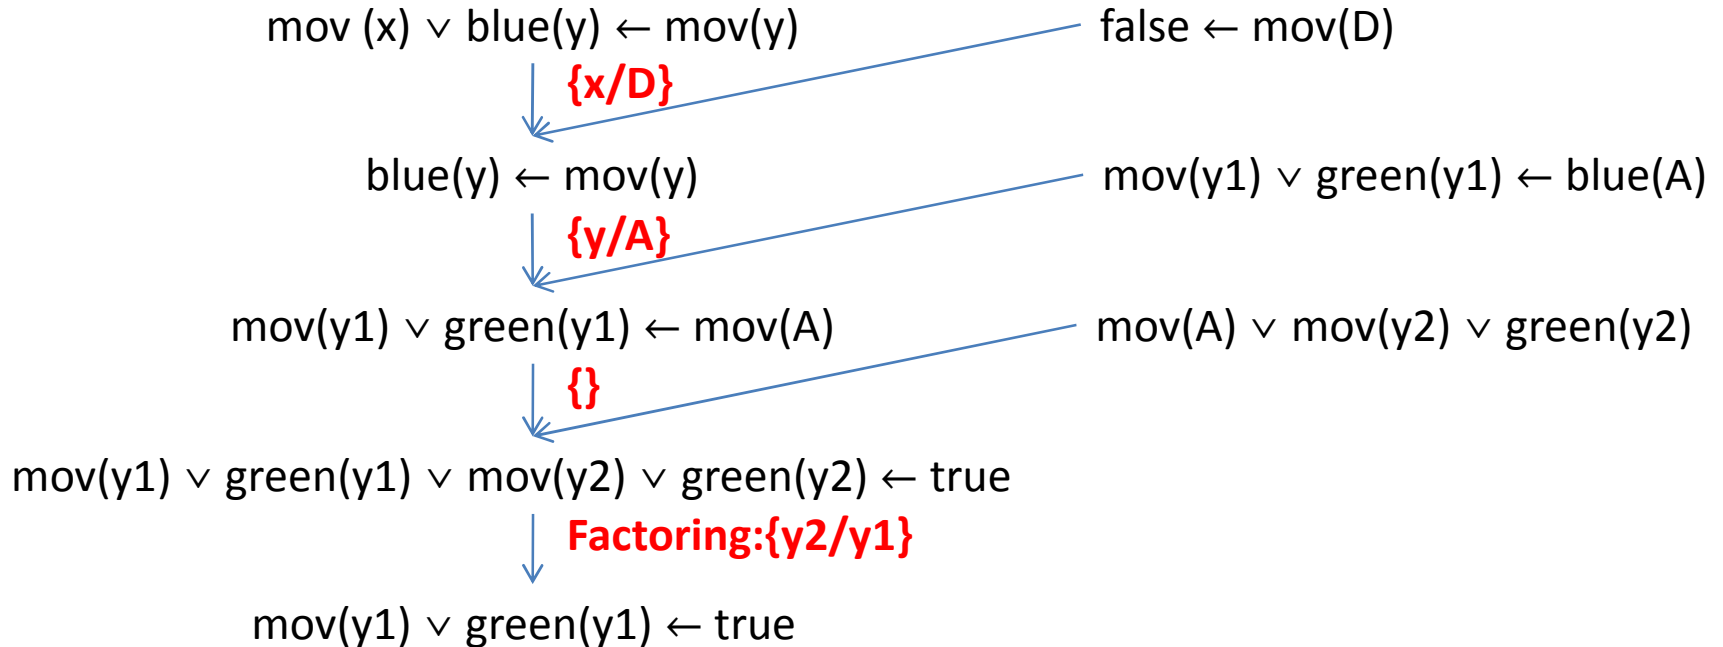 mov (x) ∨ blue(y) ← mov(y) false ← mov(D)
{x/D}
blue(y) ← mov(y) mov(y1) ∨ green(y1) ← blue(A)
{y/A}
mov(y1) ∨ green(y1) ← mov(A) mov(A) ∨ mov(y2) ∨ green(y2)
{}
mov(y1) ∨ green(y1) ∨ mov(y2) ∨ green(y2) ← true
Factoring:{y2/y1}
mov(y1) ∨ green(y1) ← true